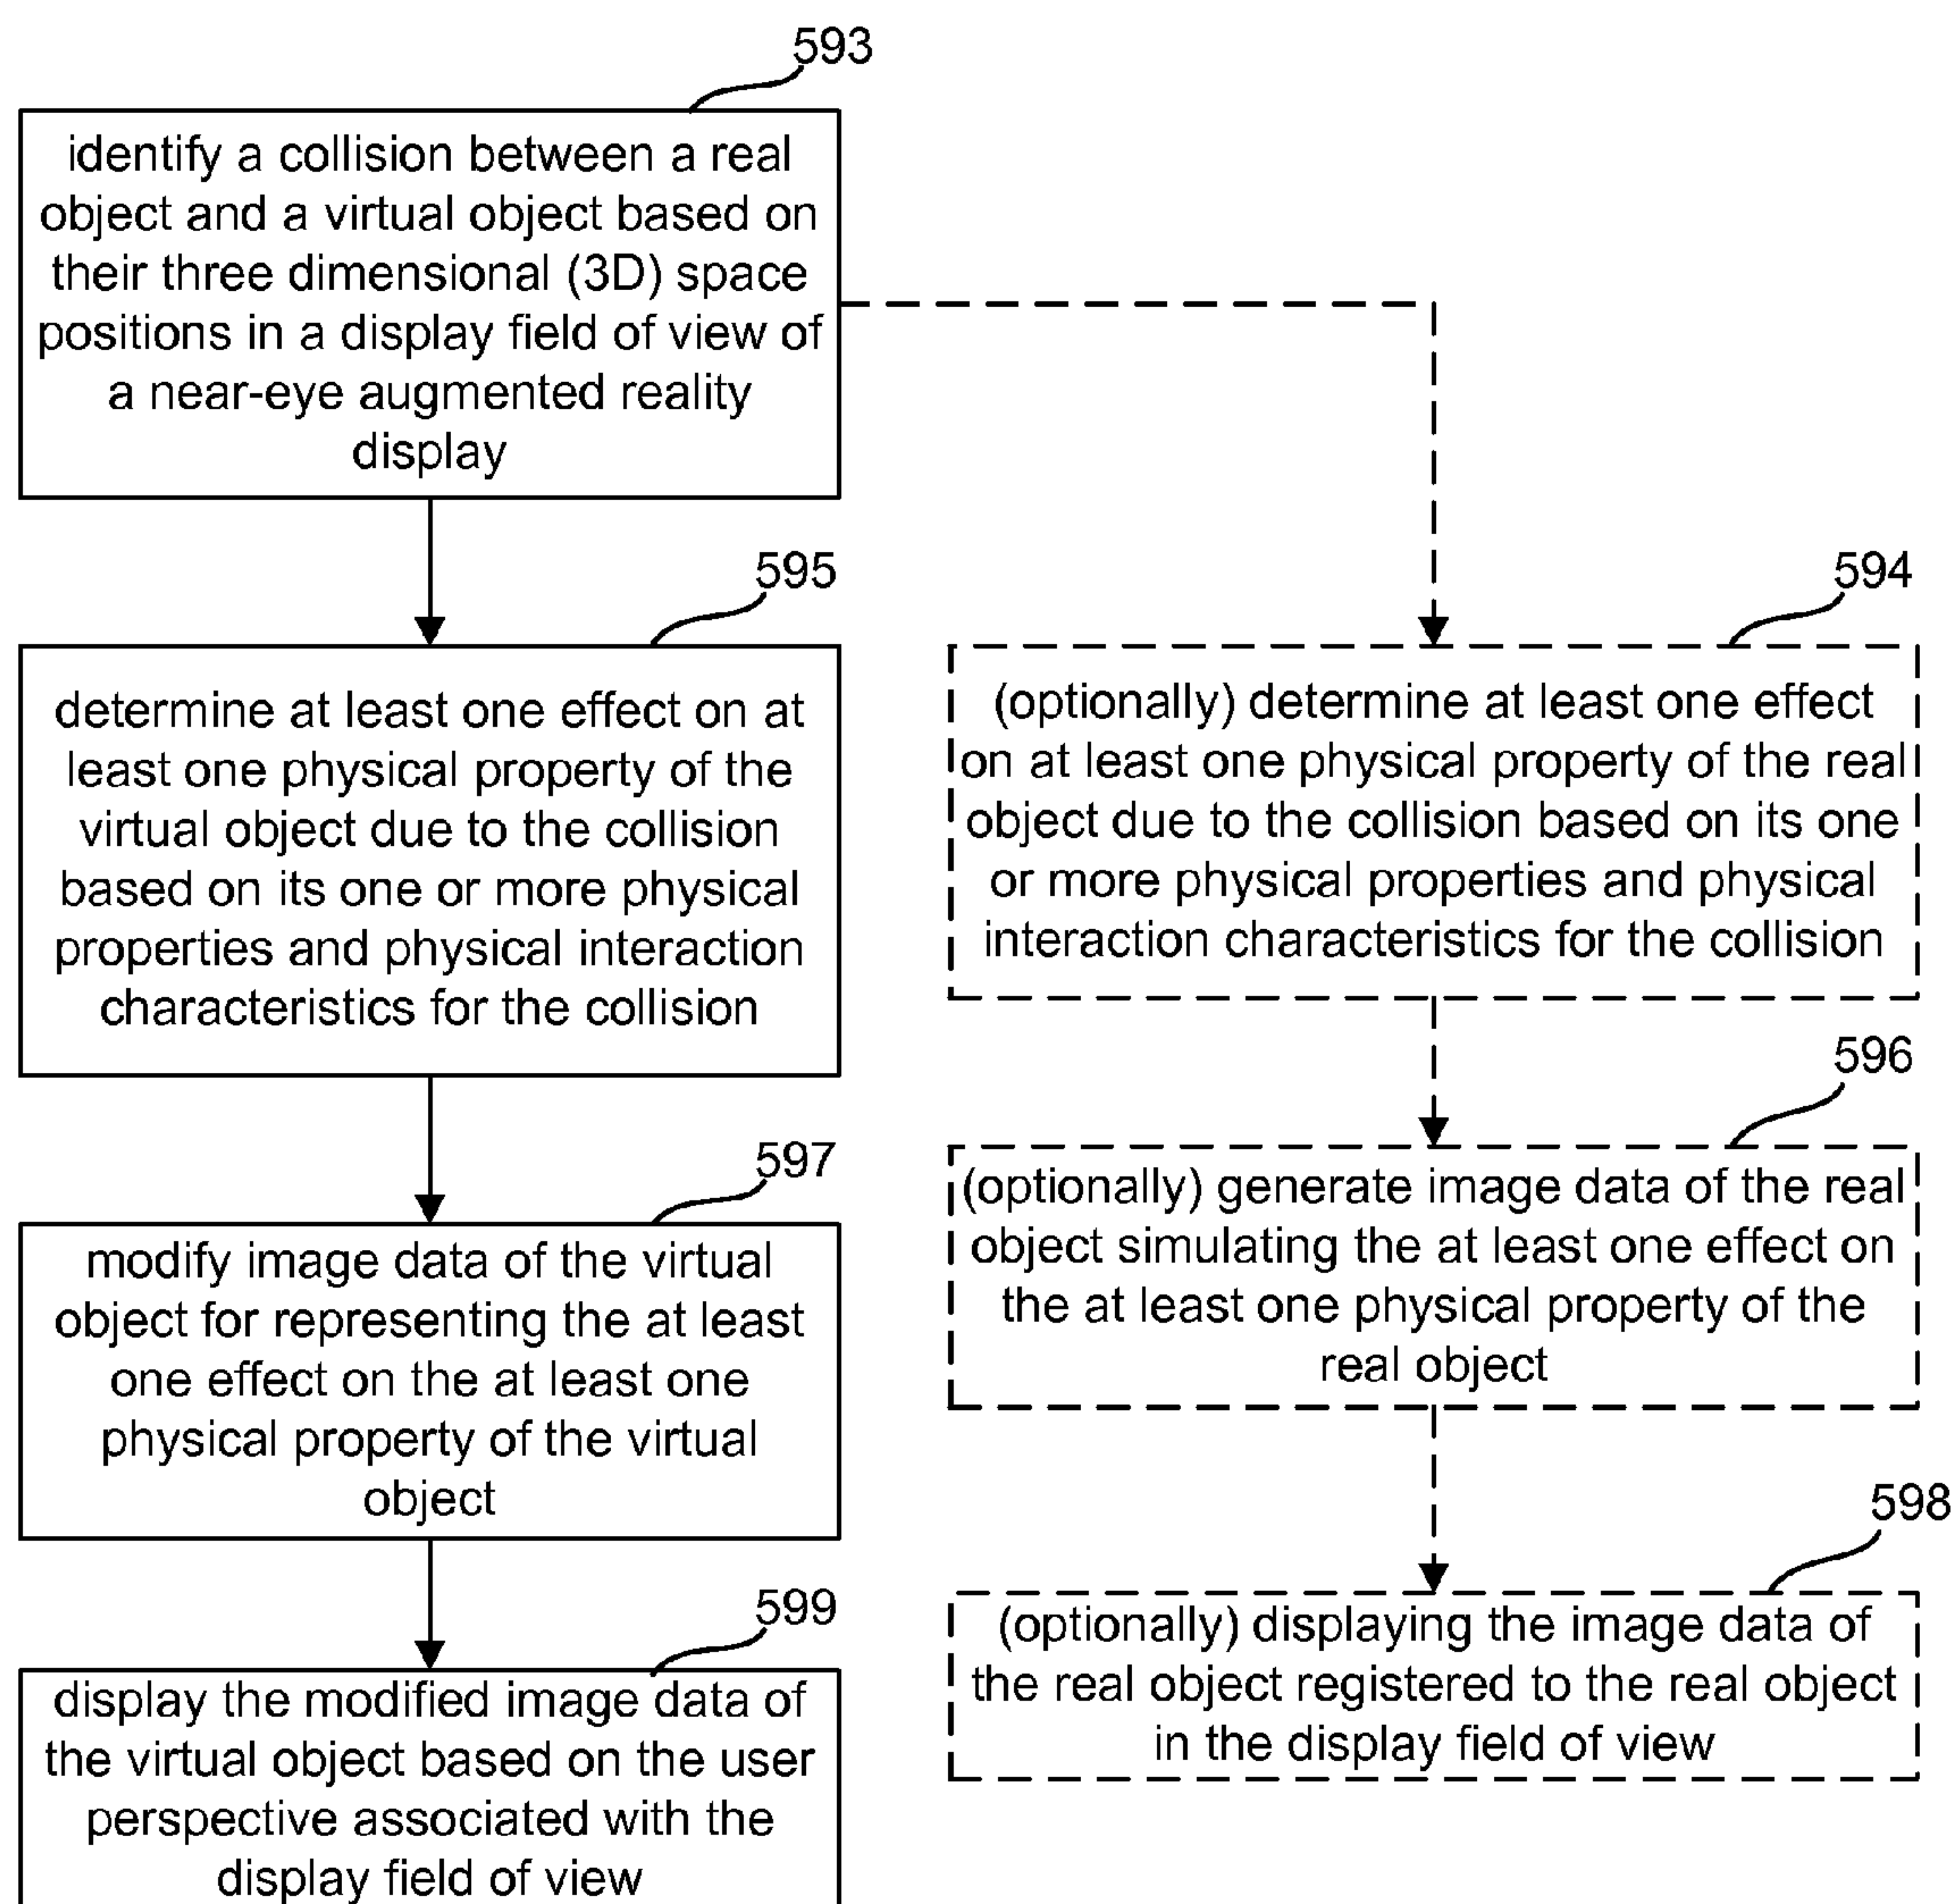 593
identify a collision between a real
object and a virtual object based on
their three dimensional (3D) space
positions in a display field of view of
a near-eye augmented reality
display
595
determine at least one effect on at
least one physical property of the
virtual object due to the collision
based on its one or more physical
properties and physical interaction
characteristics for the collision
597
modify image data of the virtual
object for representing the at least
one effect on the at least one
physical property of the virtual
object
599
display the modified image data of
the virtual object based on the user
perspective associated with the
display field of view
594
(optionally) determine at least one effect
on at least one physical property of the real
object due to the collision based on its one
or more physical properties and physical
interaction characteristics for the collision
596
(optionally) generate image data of the real
object simulating the at least one effect on
the at least one physical property of the
real object
598
(optionally) displaying the image data of
the real object registered to the real object
in the display field of view